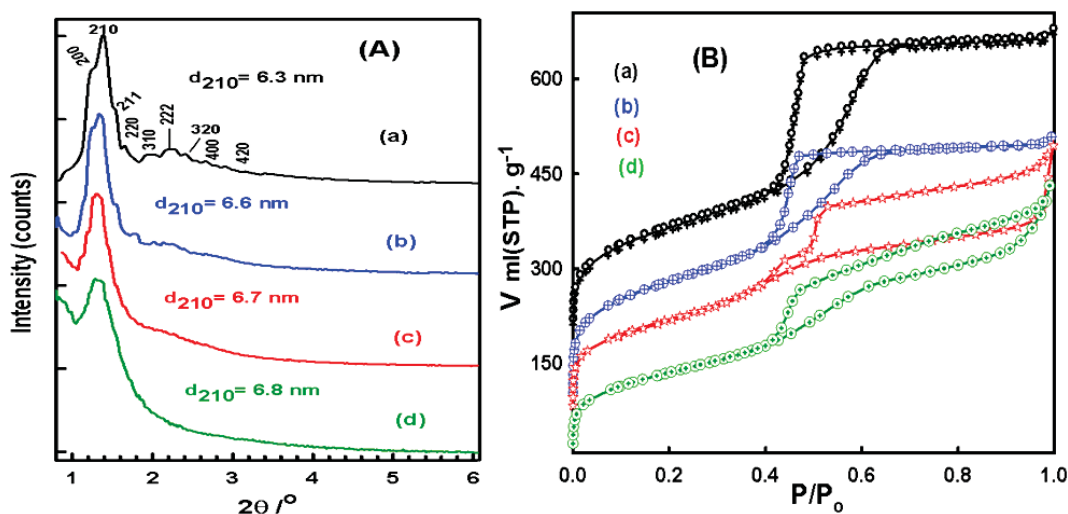 (A)
210
200
211
220
310
222
320
400
420
d210= 6.3 nm
(a)
d210= 6.6 nm
(b)
d210= 6.7 nm
(c)
d210= 6.8 nm
(d)
Intensity (counts)
1 2 3 4 5 6
2Θ /º
(B)
(a)
(b)
(c)
(d)
600
450
300
150
V ml(STP). g-1
0.0 0.2 0.4 0.6 0.8 1.0
P/Po